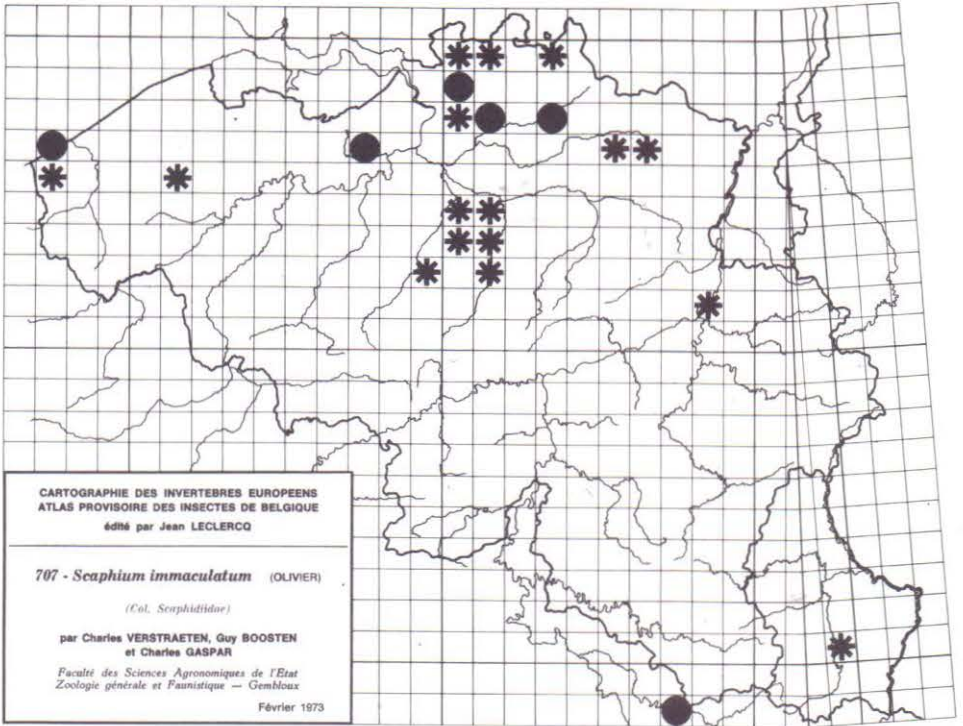 CARTOGRAPHIE DES INVERTEBRES EUROPEENS
ATLAS PROVISOIRE DES INSECTES DE BELGIQUE
édité par Jean LECLERCQ
707 - Scaphium immaculatum (OLIVIER)
(Col. Scaphidiidae)
par Charles VERSTRAETEN, Guy BOOSTEN
et Charles GASPAR
Faculté des Sciences Agronomiques de l'Etat
Zoologie générale et Faunistique — Gembloux
Février 1973